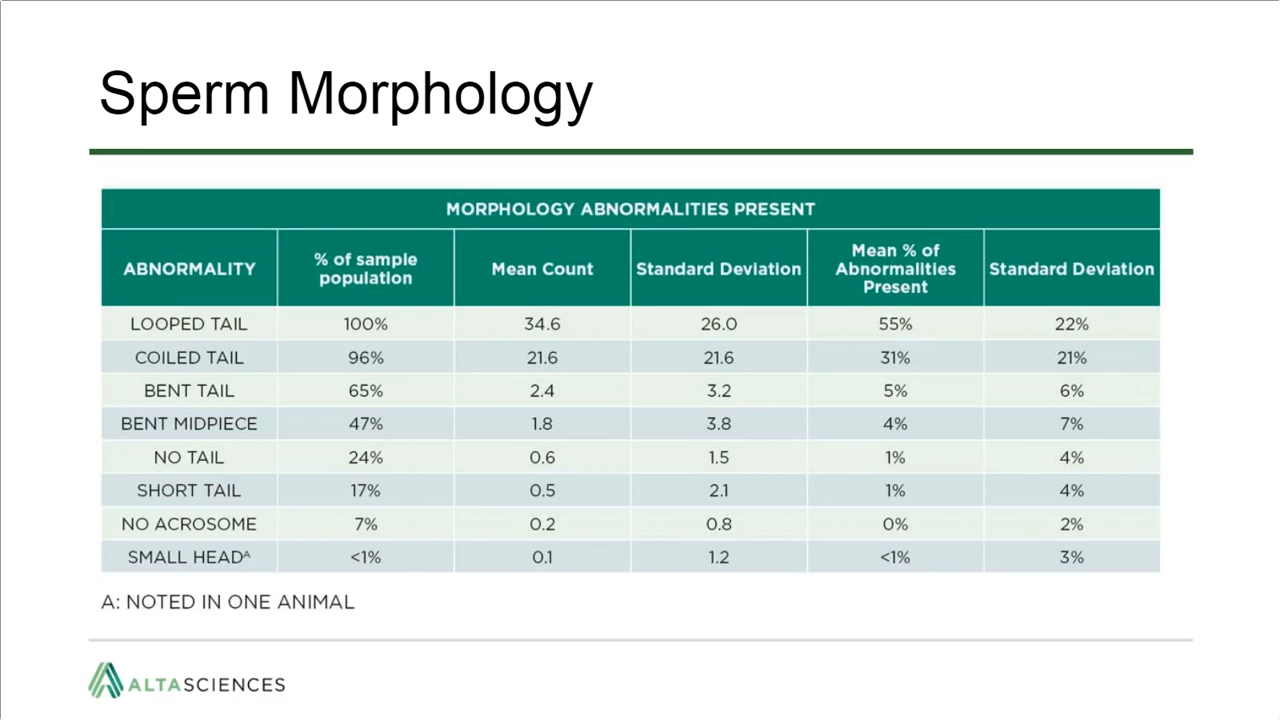 Sperm Morphology
MORPHOLOGY ABNORMALITIES PRESENT
ABNORMALITY % of sample population Mean Count Standard Deviation Mean % of Abnormalities Present Standard Deviation
LOOPED TAIL 100% 34.6 26.0 55% 22%
COILED TAIL 96% 21.6 21.6 31% 21%
BENT TAIL 65% 2.4 3.2 5% 6%
BENT MIDPIECE 47% 1.8 3.8 4% 7%
NO TAIL 24% 0.6 1.5 1% 4%
SHORT TAIL 17% 0.5 2.1 1% 4%
NO ACROSOME 7% 0.2 0.8 0% 2%
SMALL HEADᴬ <1% 0.1 1.2 <1% 3%
A: NOTED IN ONE ANIMAL
ALTASCIENCES